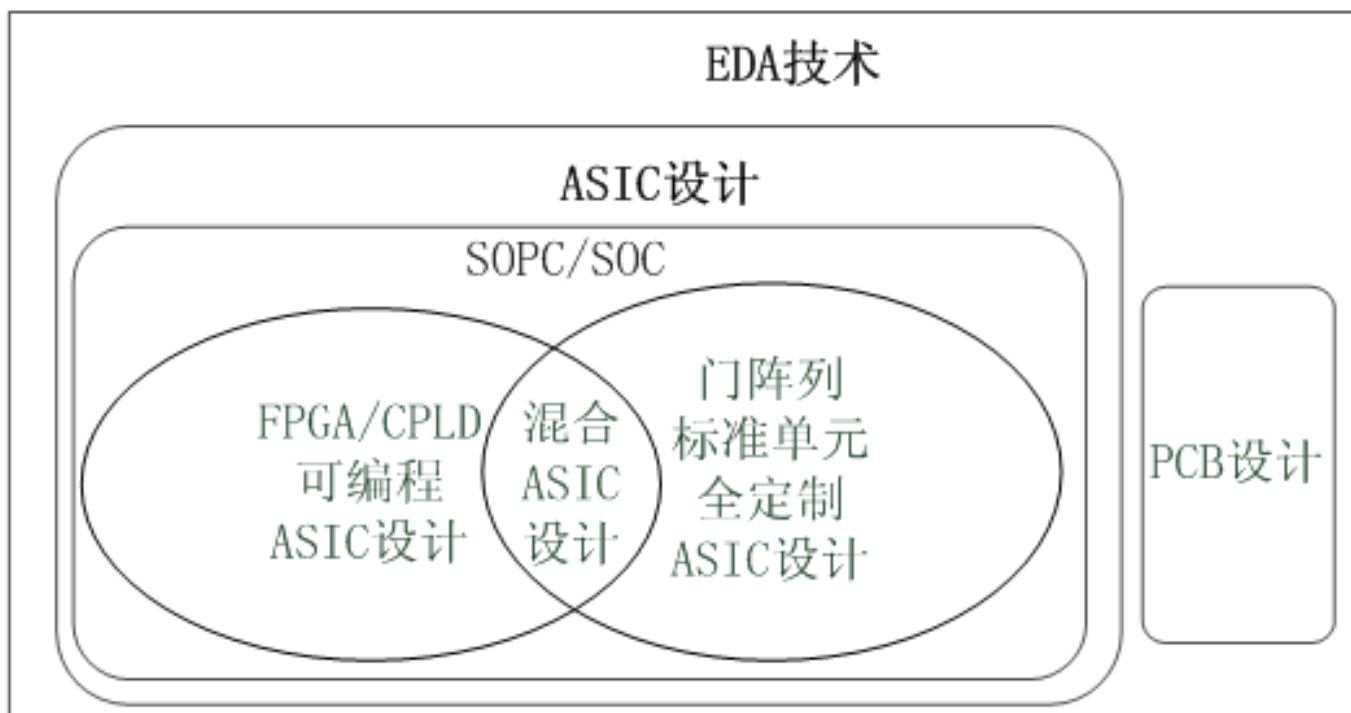 EDA技术
ASIC设计
SOPC/SOC
FPGA/CPLD
可编程
ASIC设计
混合
ASIC
设计
门阵列
标准单元
全定制
ASIC设计
PCB设计